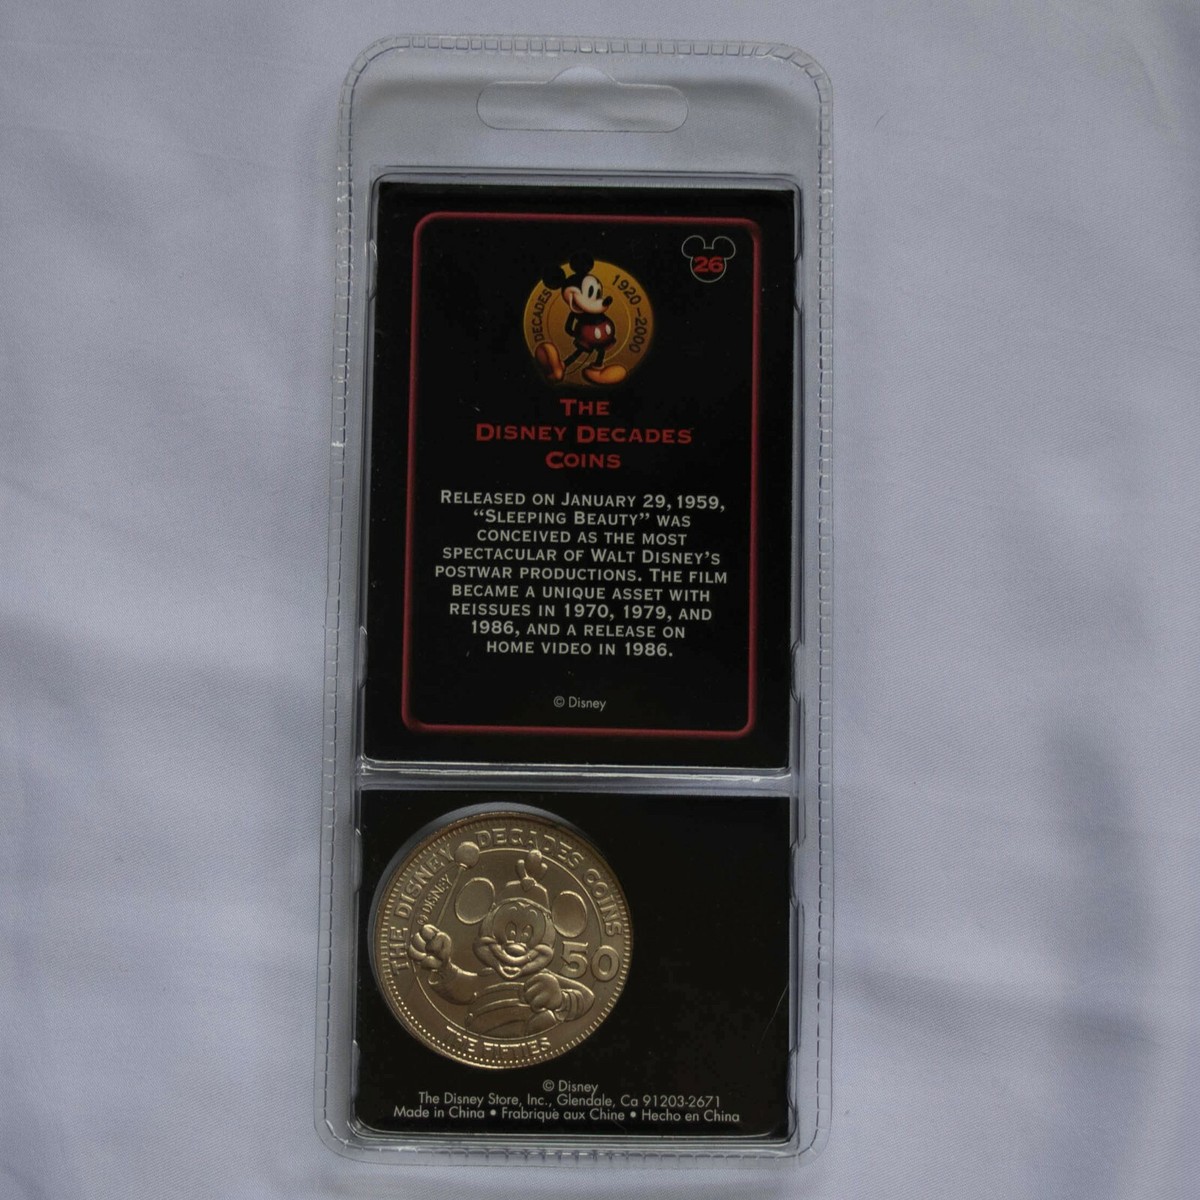 26
DECADES 1920-2000
THE
DISNEY DECADES
COINS
RELEASED ON JANUARY 29, 1959,
“SLEEPING BEAUTY” WAS
CONCEIVED AS THE MOST
SPECTACULAR OF WALT DISNEY’S
POSTWAR PRODUCTIONS. THE FILM
BECAME A UNIQUE ASSET WITH
REISSUES IN 1970, 1979, AND
1986, AND A RELEASE ON
HOME VIDEO IN 1986.
© Disney
THE DISNEY DECADES COINS
© DISNEY
50
THE FIFTIES
© Disney
The Disney Store, Inc., Glendale, Ca 91203-2671
Made in China • Frabriqué aux Chine • Hecho en China